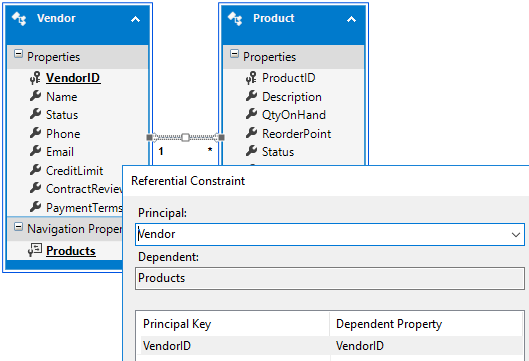 Vendor
Properties
VendorID
Name
Status
Phone
Email
CreditLimit
ContractReview
PaymentTerms
Navigation Proper
Products
Product
Properties
ProductID
Description
QtyOnHand
ReorderPoint
Status
1 *
Referential Constraint
Principal:
Vendor
Dependent:
Products
Principal Key Dependent Property
VendorID VendorID